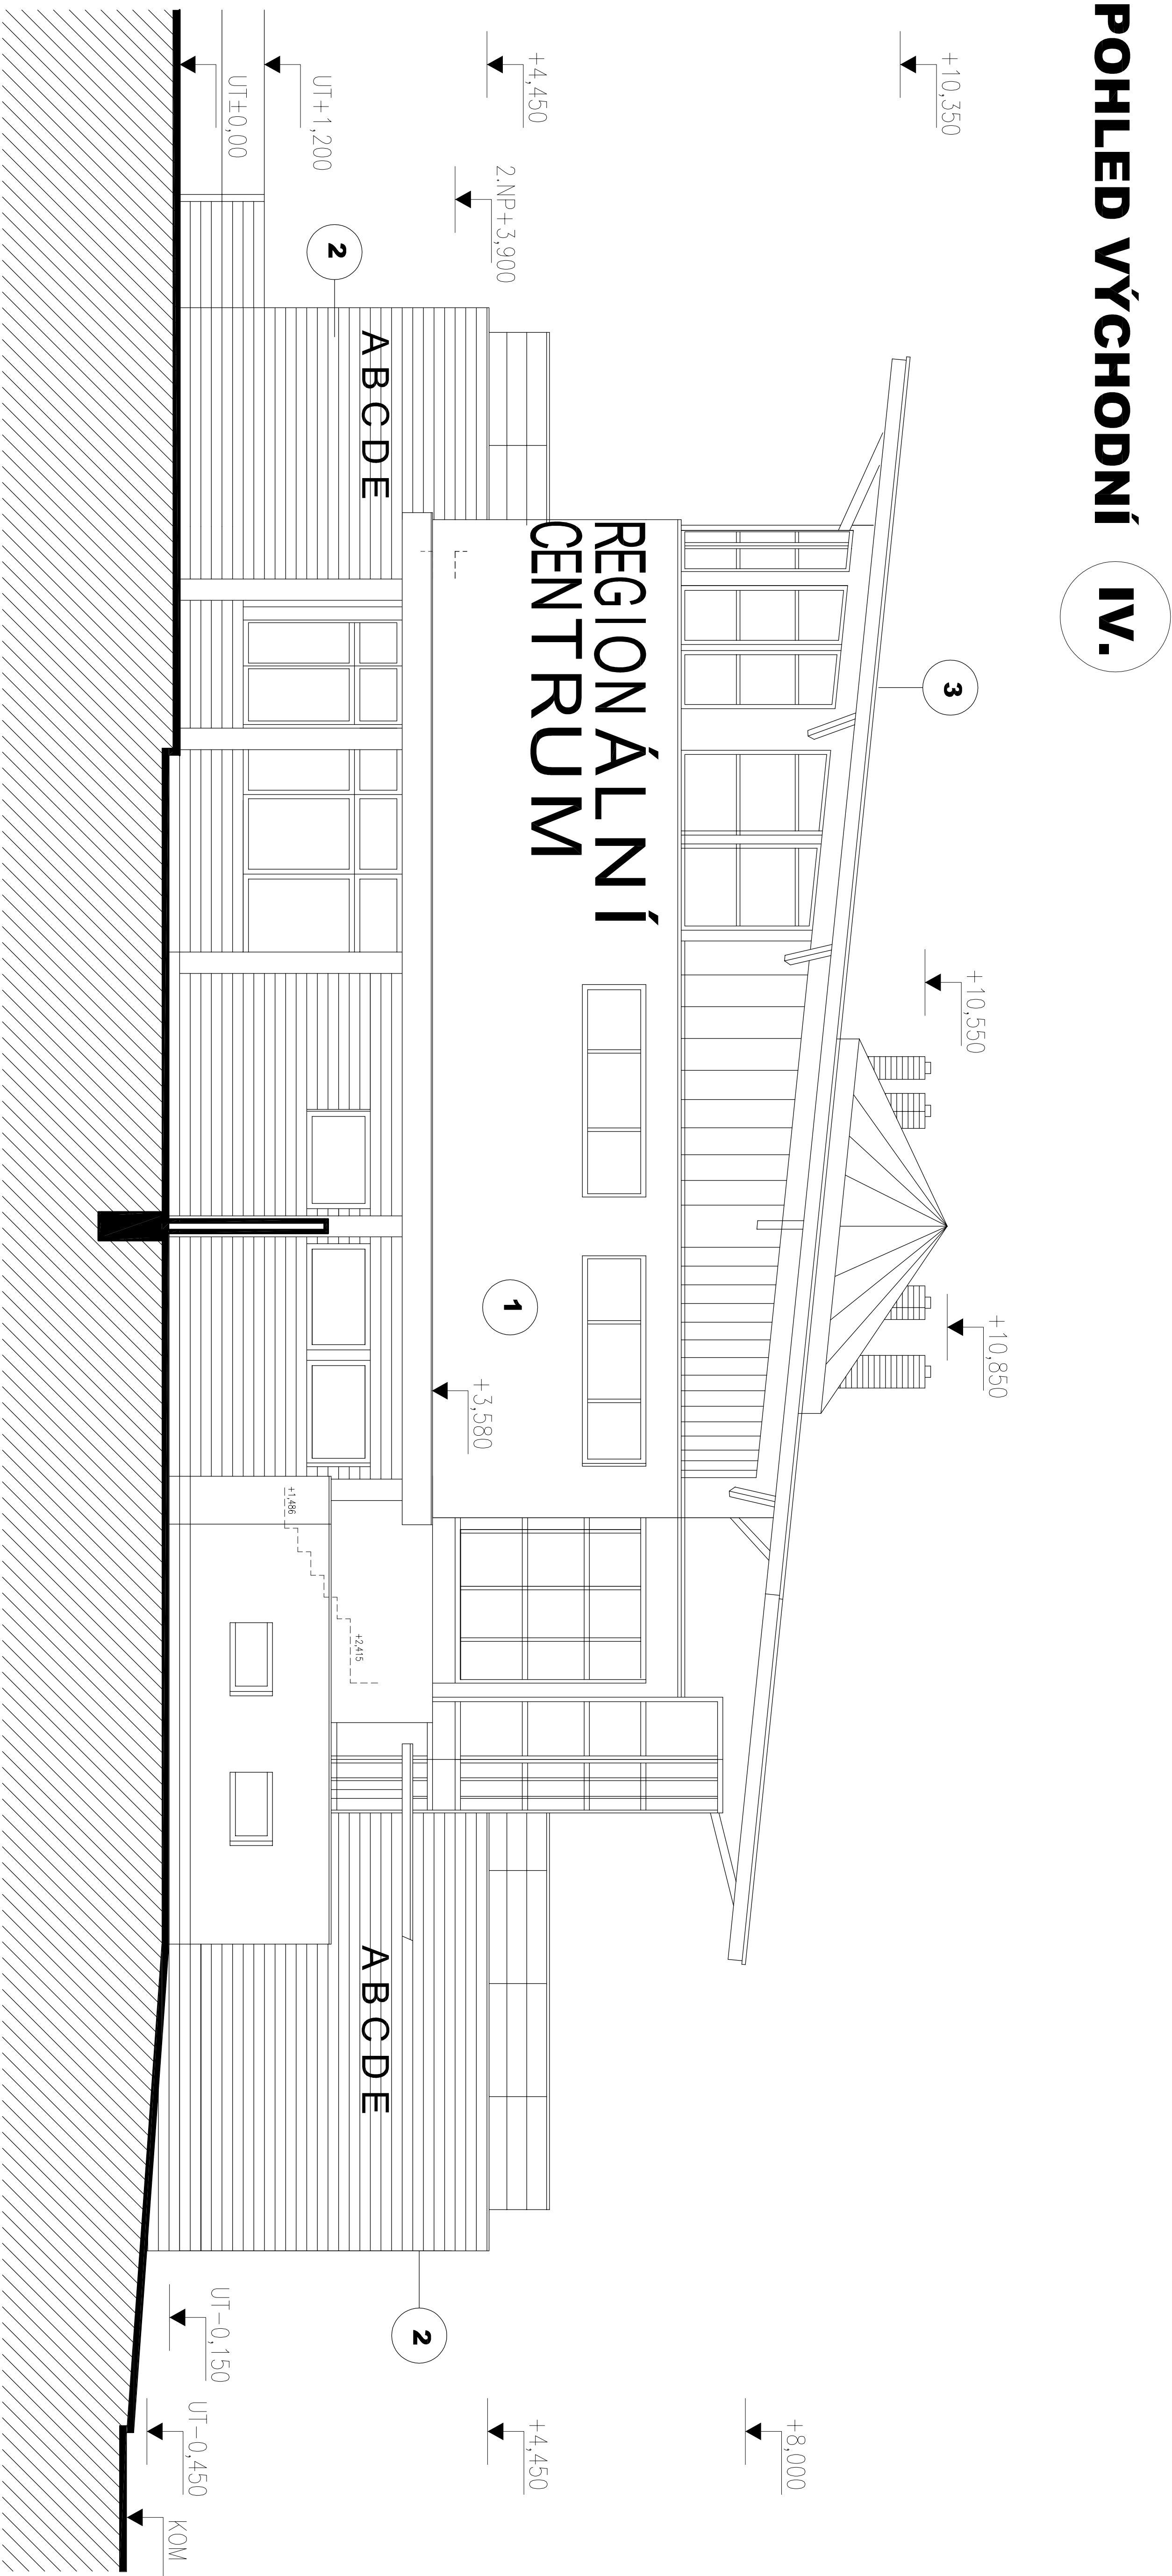 POHLED VÝCHODNÍ IV.
+10,350
+4,450
2.NP+3,900
UT+1,200
UT±0,00
3
+10,550
+10,850
+8,000
REGIONÁLNÍ
CENTRUM
1
+3,580
2
ABCDE
+1,486
+2,415
ABCDE
2
+4,450
UT-0,150
UT-0,450
KOM